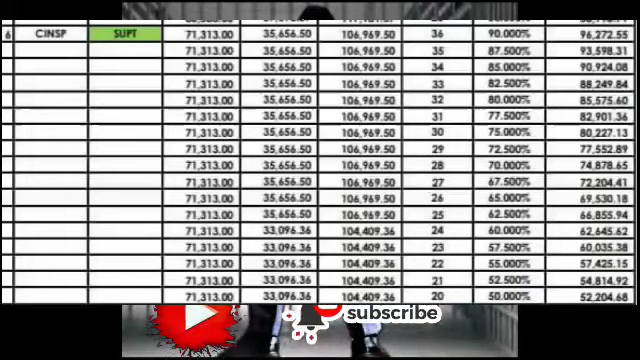 6 CINSP SUPT 71,313.00 35,656.50 106,969.50 36 90.000% 96,272.55
71,313.00 35,656.50 106,969.50 35 87.500% 93,598.31
71,313.00 35,656.50 106,969.50 34 85.000% 90,924.08
71,313.00 35,656.50 106,969.50 33 82.500% 88,249.84
71,313.00 35,656.50 106,969.50 32 80.000% 85,575.60
71,313.00 35,656.50 106,969.50 31 77.500% 82,901.36
71,313.00 35,656.50 106,969.50 30 75.000% 80,227.13
71,313.00 35,656.50 106,969.50 29 72.500% 77,552.89
71,313.00 35,656.50 106,969.50 28 70.000% 74,878.65
71,313.00 35,656.50 106,969.50 27 67.500% 72,204.41
71,313.00 35,656.50 106,969.50 26 65.000% 69,530.18
71,313.00 35,656.50 106,969.50 25 62.500% 66,855.94
71,313.00 33,096.36 104,409.36 24 60.000% 62,645.62
71,313.00 33,096.36 104,409.36 23 57.500% 60,035.38
71,313.00 33,096.36 104,409.36 22 55.000% 57,425.15
71,313.00 33,096.36 104,409.36 21 52.500% 54,814.92
71,313.00 33,096.36 104,409.36 20 50.000% 52,204.68
subscribe